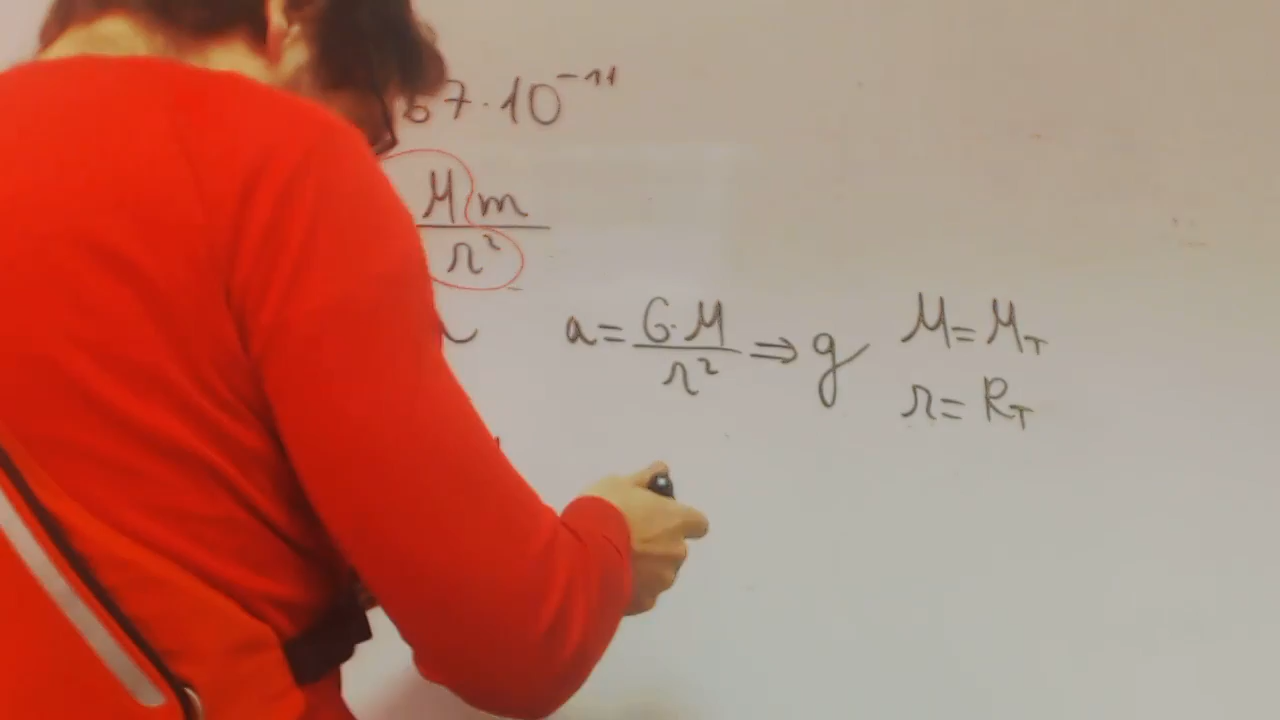 67·10⁻¹¹
M m
r²
a = G·M / r² ⇒ g
M = M_T
r = R_T